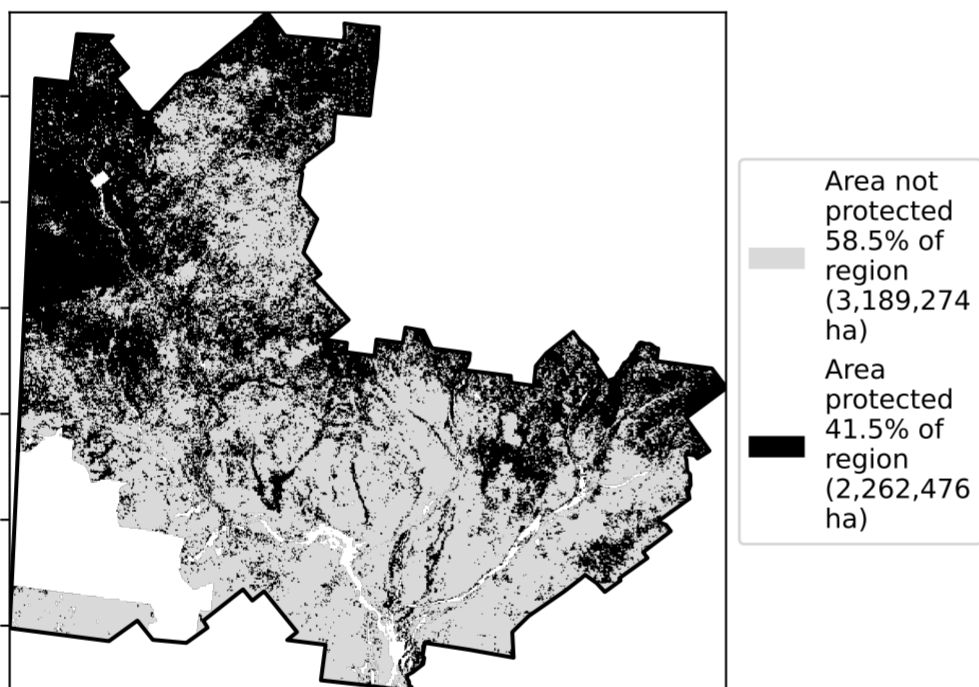 Area not
protected
58.5% of
region
(3,189,274
ha)
Area
protected
41.5% of
region
(2,262,476
ha)